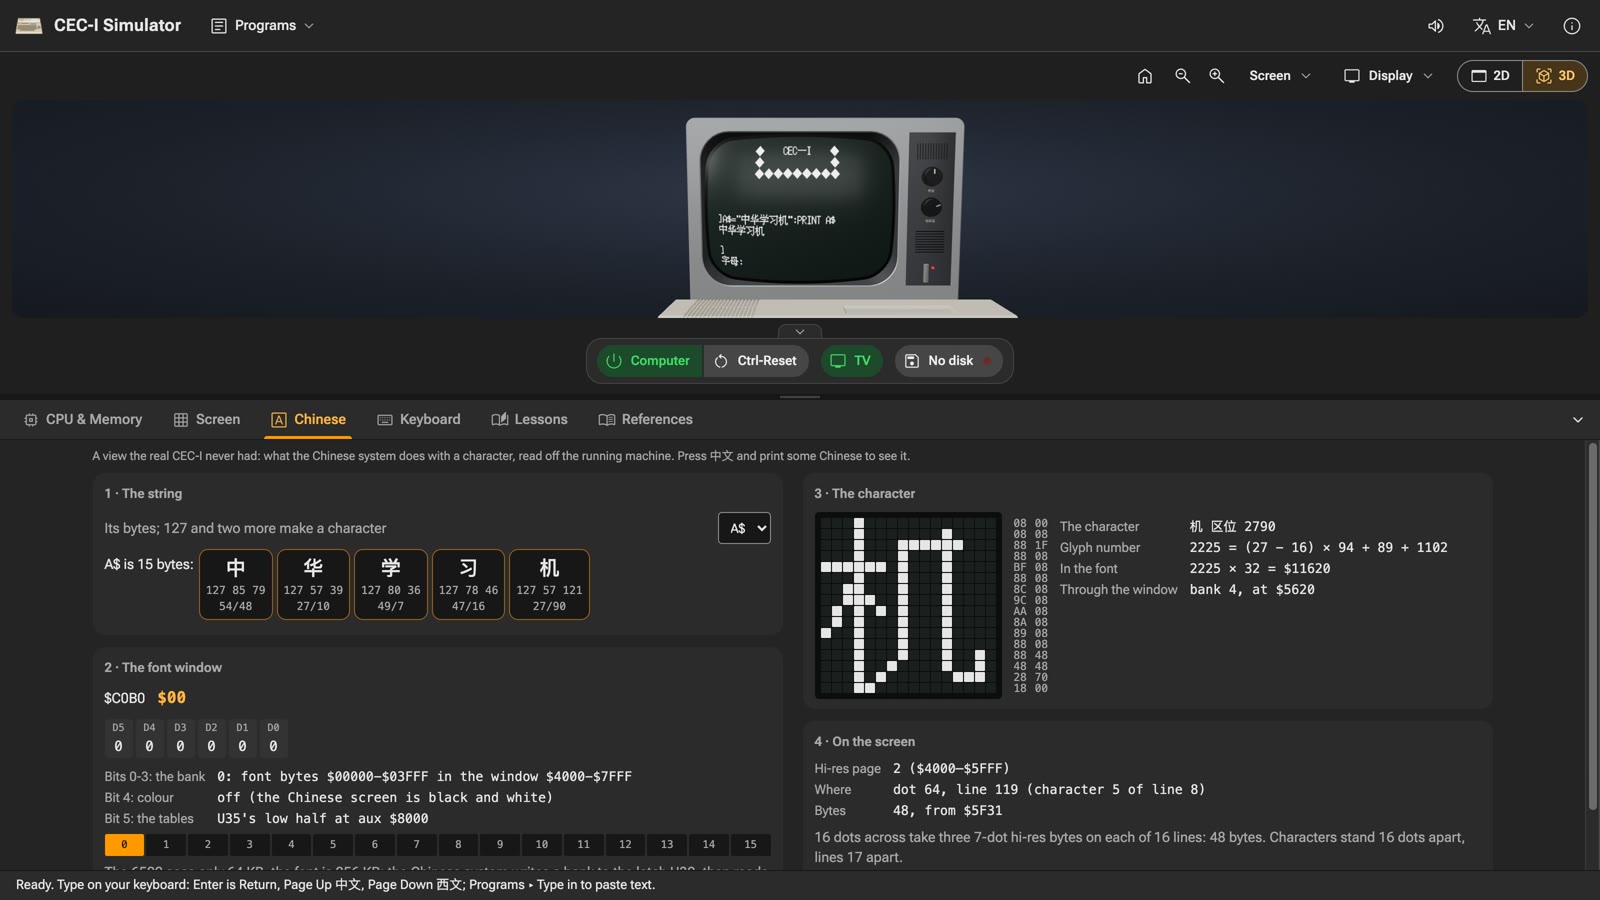 CEC-I Simulator
Programs
EN
Screen
Display
2D
3D
CEC—I
]A$="中华学习机":PRINT A$
中华学习机
]
字母:
Computer
Ctrl-Reset
TV
No disk
CPU & Memory
Screen
Chinese
Keyboard
Lessons
References
A view the real CEC-I never had: what the Chinese system does with a character, read off the running machine. Press 中文 and print some Chinese to see it.
1 · The string
Its bytes; 127 and two more make a character
A$
A$ is 15 bytes:
中
127 85 79
54/48
华
127 57 39
27/10
学
127 80 36
49/7
习
127 78 46
47/16
机
127 57 121
27/90
2 · The font window
$C0B0 $00
D5 D4 D3 D2 D1 D0
0 0 0 0 0 0
Bits 0-3: the bank 0: font bytes $00000–$03FFF in the window $4000–$7FFF
Bit 4: colour off (the Chinese screen is black and white)
Bit 5: the tables U35's low half at aux $8000
0 1 2 3 4 5 6 7 8 9 10 11 12 13 14 15
3 · The character
08 00
08 08
88 1F
88 08
BF 08
88 08
8C 08
9C 08
AA 08
8A 08
89 08
88 08
88 48
48 48
28 70
18 00
The character 机 区位 2790
Glyph number 2225 = (27 − 16) × 94 + 89 + 1102
In the font 2225 × 32 = $11620
Through the window bank 4, at $5620
4 · On the screen
Hi-res page 2 ($4000–$5FFF)
Where dot 64, line 119 (character 5 of line 8)
Bytes 48, from $5F31
16 dots across take three 7-dot hi-res bytes on each of 16 lines: 48 bytes. Characters stand 16 dots apart,
lines 17 apart.
Ready. Type on your keyboard: Enter is Return, Page Up 中文, Page Down 西文; Programs ▸ Type in to paste text.